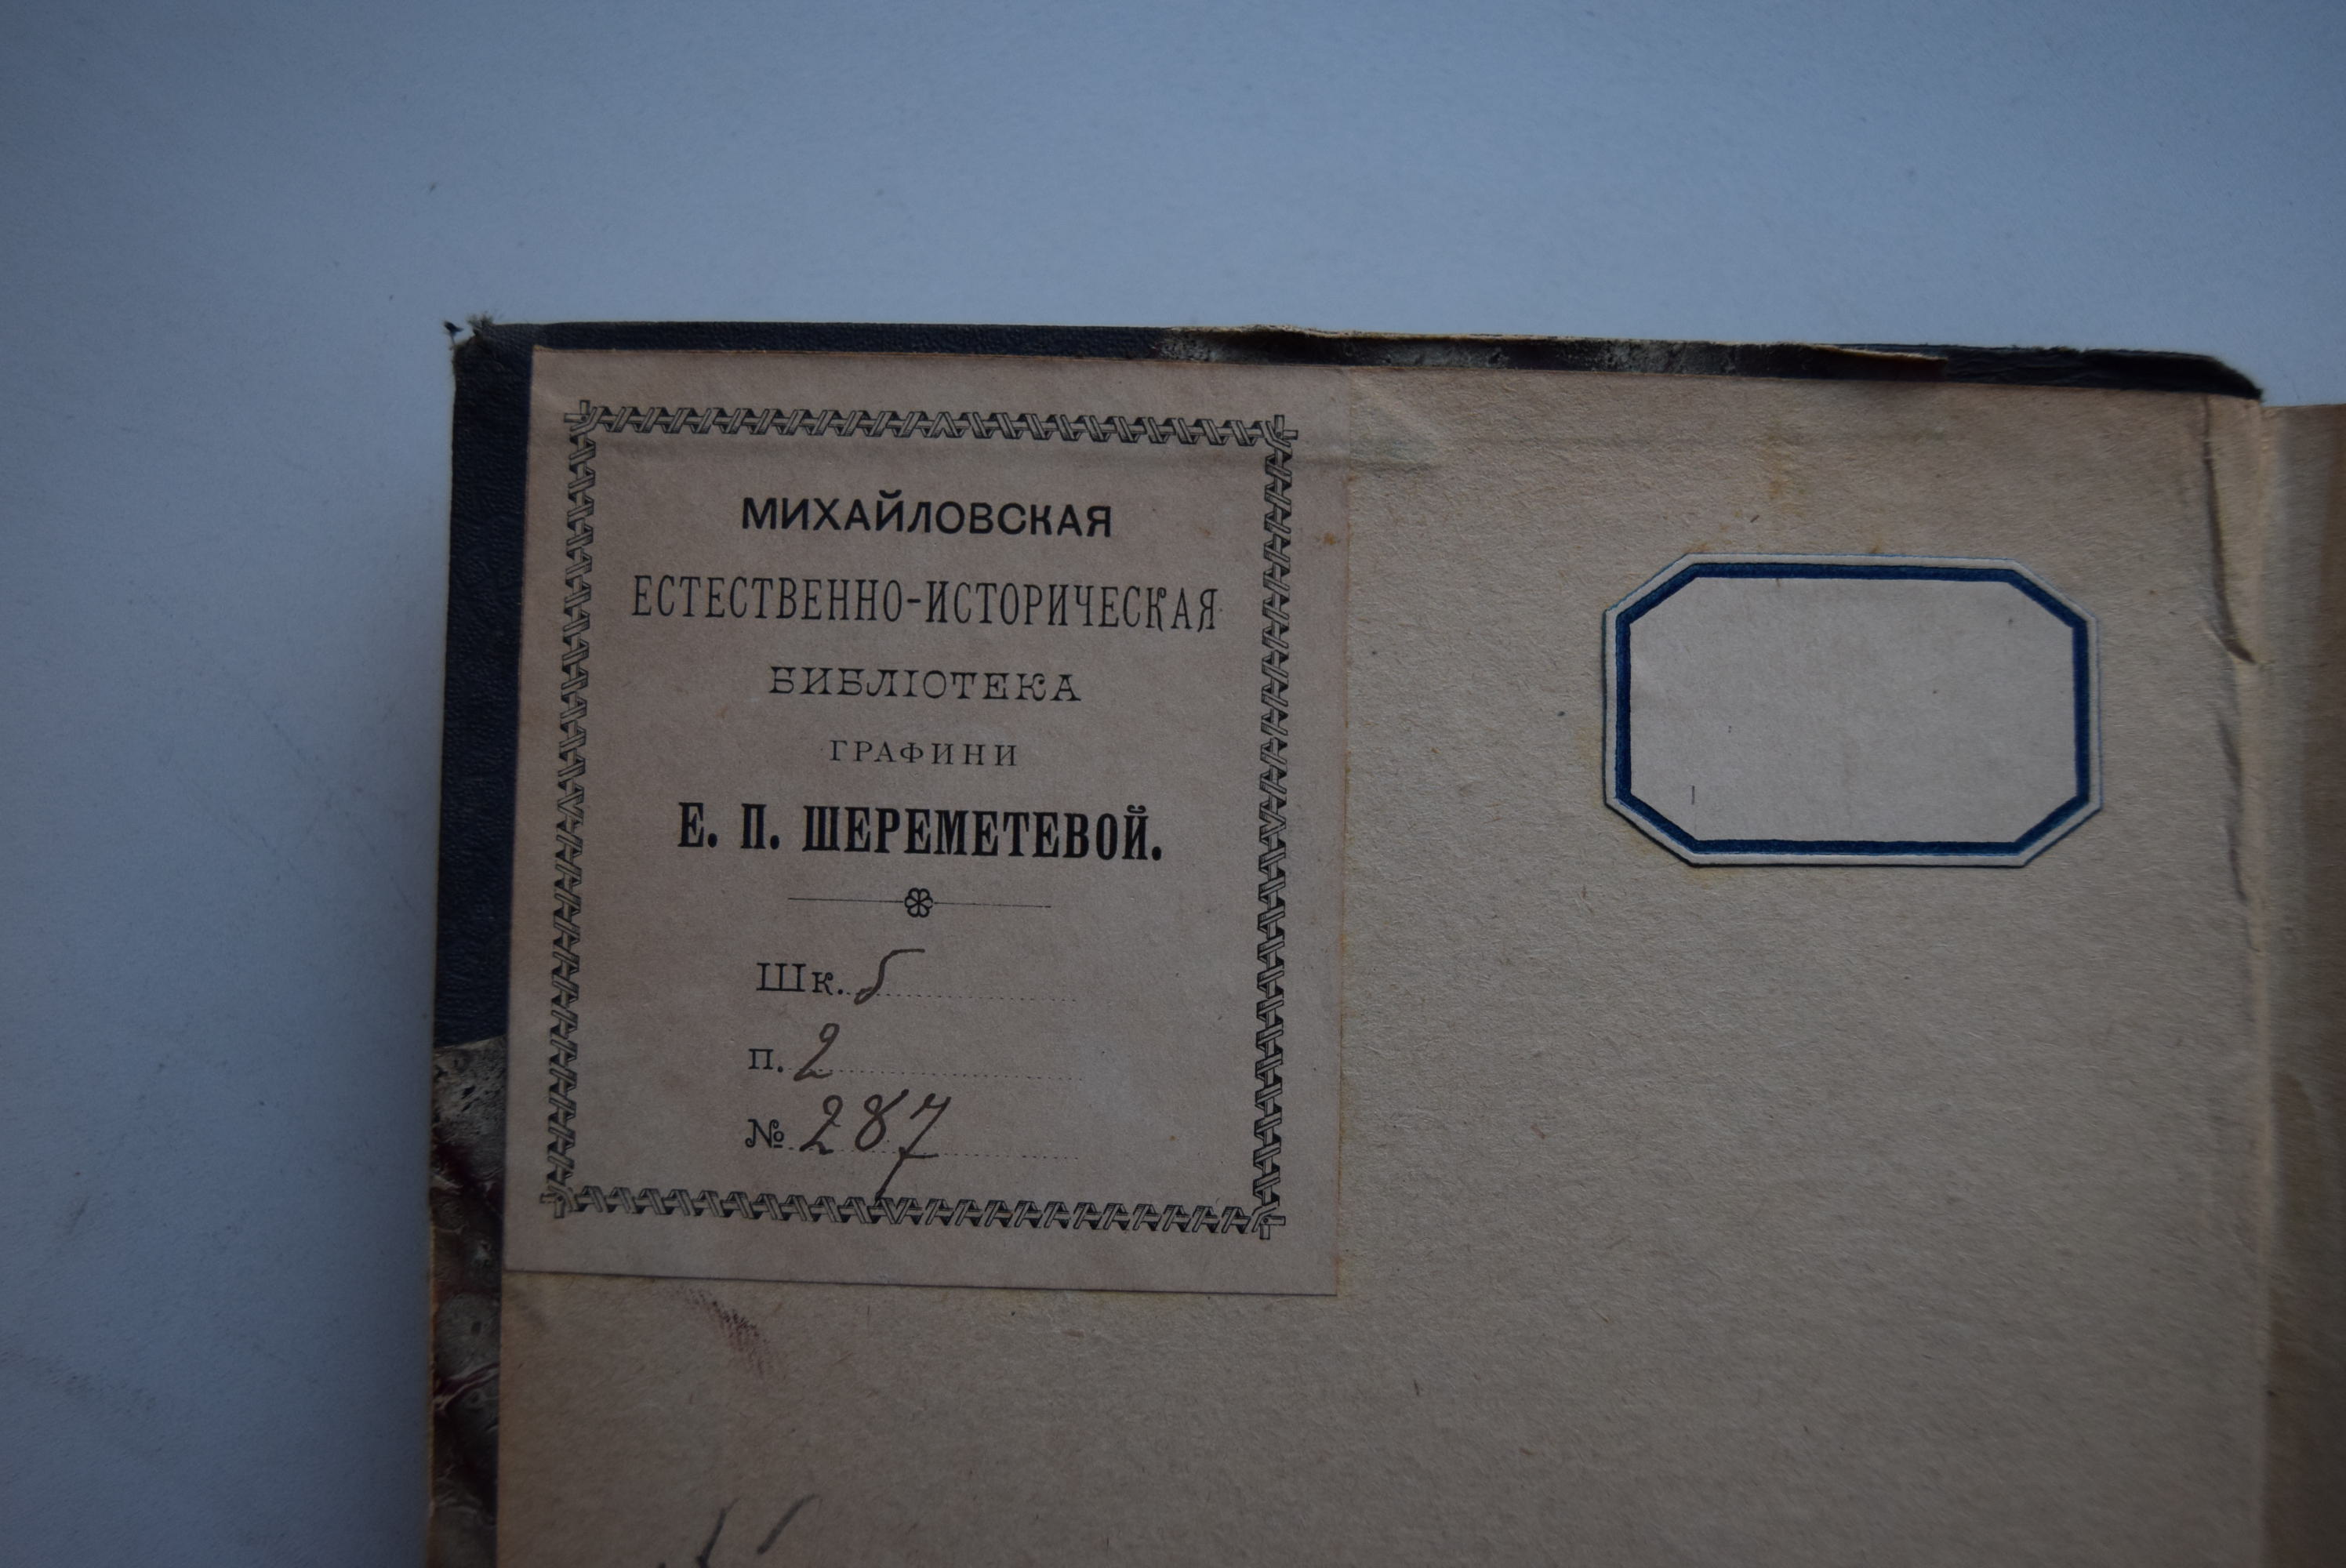 МИХАЙЛОВСКАЯ
ЕСТЕСТВЕННО-ИСТОРИЧЕСКАЯ
БИБЛІОТЕКА
ГРАФИНИ
Е. П. ШЕРЕМЕТЕВОЙ.
Шк. 5
п. 2
№ 287